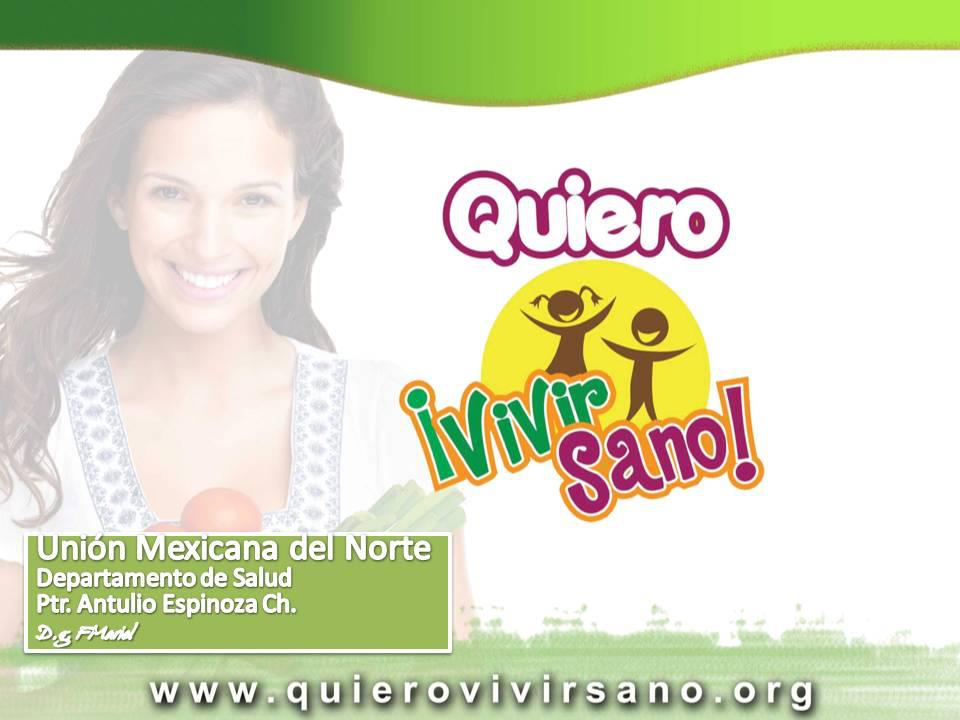 Quiero
¡Vivir
Sano!
Unión Mexicana del Norte
Departamento de Salud
Ptr. Antulio Espinoza Ch.
www.quierovivirsano.org